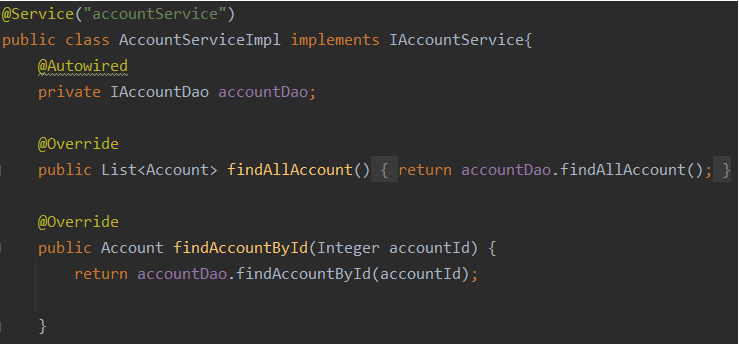 @Service("accountService")
public class AccountServiceImpl implements IAccountService{
@Autowired
private IAccountDao accountDao;
@Override
public List<Account> findAllAccount() { return accountDao.findAllAccount(); }
@Override
public Account findAccountById(Integer accountId) {
return accountDao.findAccountById(accountId);
}